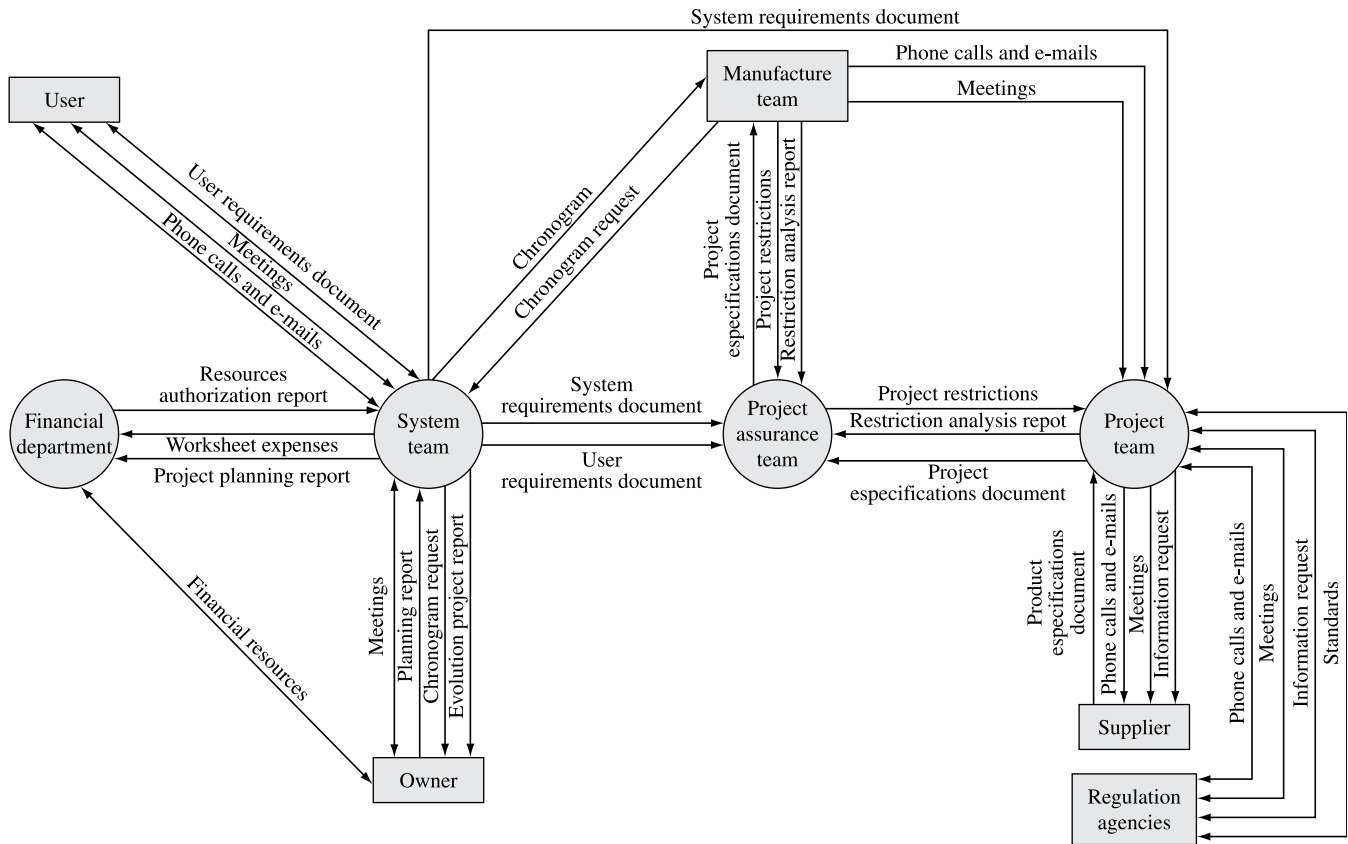 System requirements document
Manufacture
team
Phone calls and e-mails
Meetings
User
User requirements document
Meetings
Phone calls and e-mails
Chronogram
Chronogram request
Project
especifications document
Project restrictions
Restriction analysis report
Resources
authorization report
Financial
department
Worksheet expenses
Project planning report
System
team
System
requirements document
User
requirements document
Project
assurance
team
Project restrictions
Restriction analysis repot
Project
especifications document
Project
team
Financial resources
Meetings
Planning report
Chronogram request
Evolution project report
Owner
Product
especifications
document
Phone calls and e-mails
Meetings
Information request
Supplier
Phone calls and e-mails
Meetings
Information request
Standards
Regulation
agencies